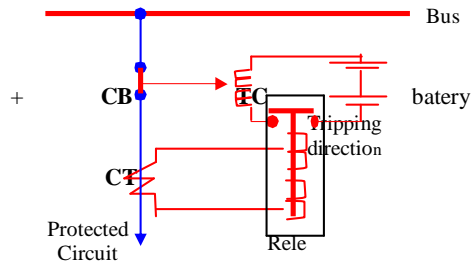 Bus
+
CB
TC
batery
Tripping
direction
CT
Protected
Circuit
Rele